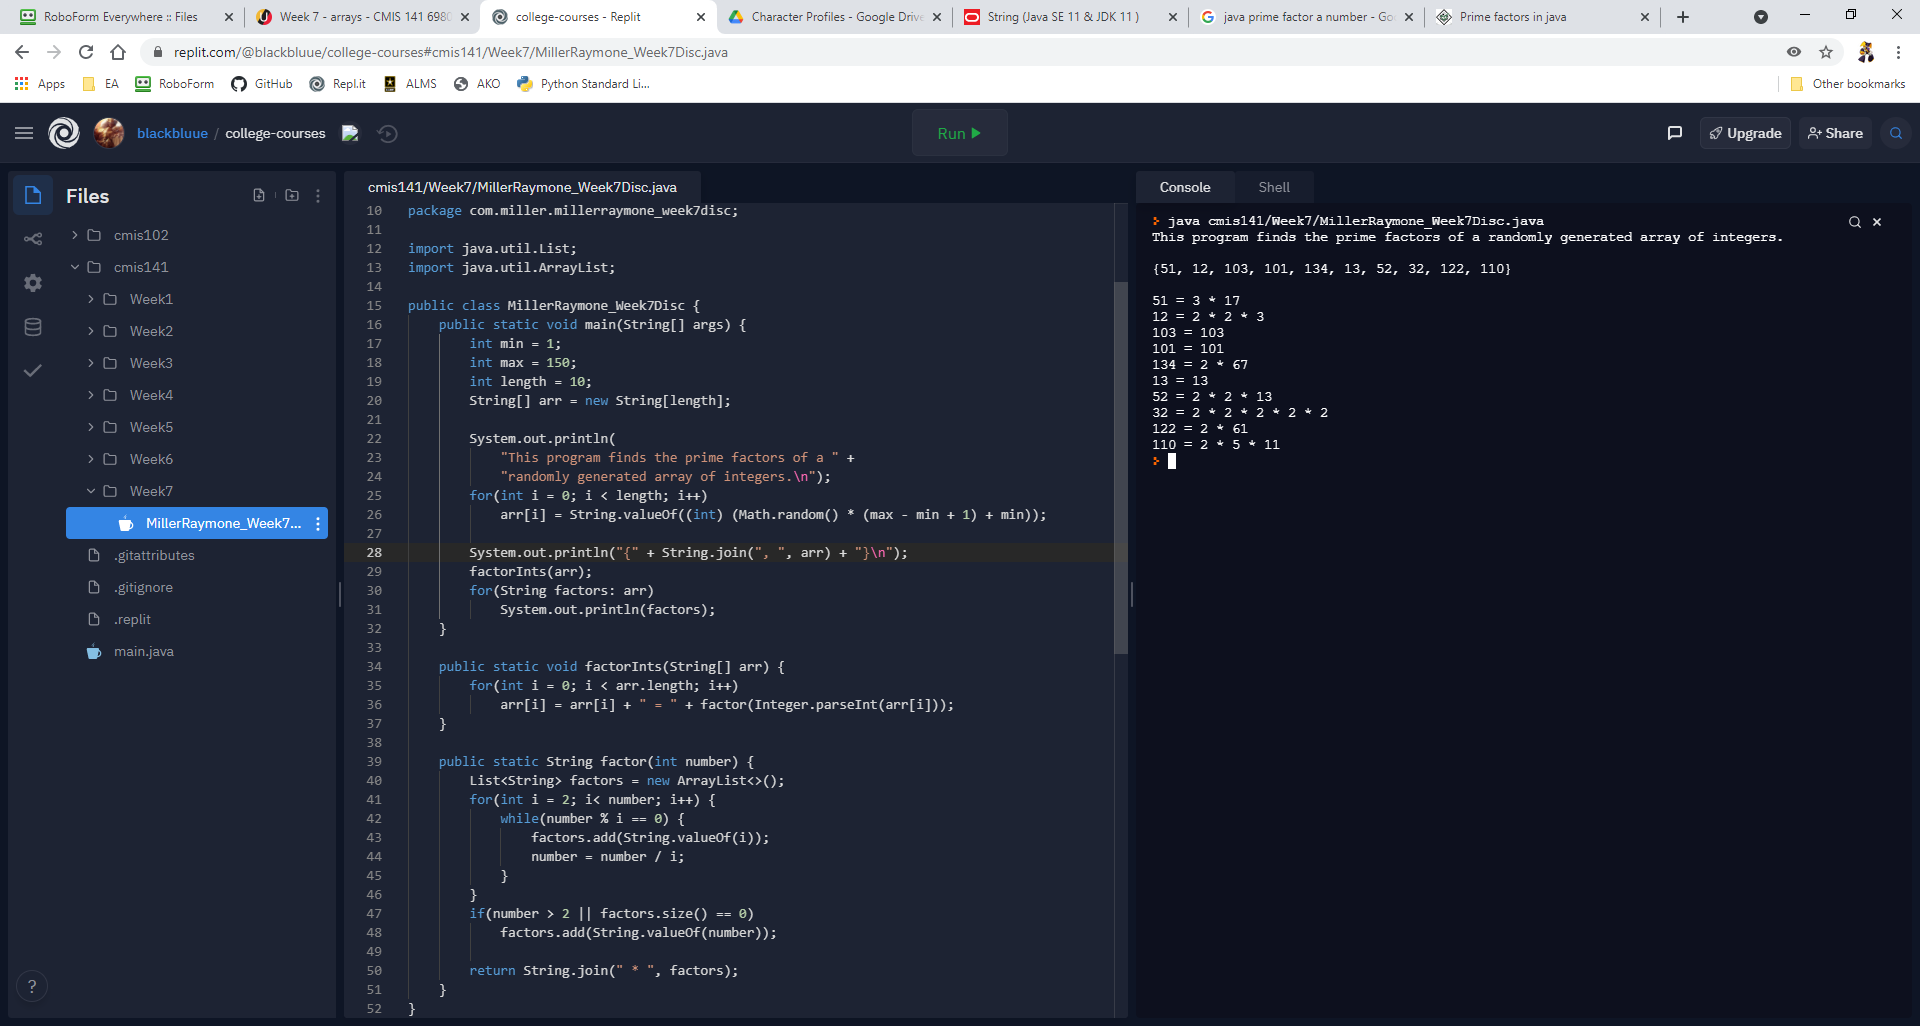 RoboForm Everywhere :: Files
Week 7 - arrays - CMIS 141 6980
college-courses - Replit
Character Profiles - Google Drive
String (Java SE 11 & JDK 11 )
java prime factor a number - Go
Prime factors in java
replit.com/@blackbluue/college-courses#cmis141/Week7/MillerRaymone_Week7Disc.java
Apps
EA
RoboForm
GitHub
Repl.it
ALMS
AKO
Python Standard Li...
Other bookmarks
blackbluue / college-courses
Run
Upgrade
Share
Files
cmis102
cmis141
Week1
Week2
Week3
Week4
Week5
Week6
Week7
MillerRaymone_Week7...
.gitattributes
.gitignore
.replit
main.java
?
cmis141/Week7/MillerRaymone_Week7Disc.java
10 package com.miller.millerraymone_week7disc;
11
12 import java.util.List;
13 import java.util.ArrayList;
14
15 public class MillerRaymone_Week7Disc {
16 public static void main(String[] args) {
17 int min = 1;
18 int max = 150;
19 int length = 10;
20 String[] arr = new String[length];
21
22 System.out.println(
23 "This program finds the prime factors of a " +
24 "randomly generated array of integers.\n");
25 for(int i = 0; i < length; i++)
26 arr[i] = String.valueOf((int) (Math.random() * (max - min + 1) + min));
27
28 System.out.println("{" + String.join(", ", arr) + "}\n");
29 factorInts(arr);
30 for(String factors: arr)
31 System.out.println(factors);
32 }
33
34 public static void factorInts(String[] arr) {
35 for(int i = 0; i < arr.length; i++)
36 arr[i] = arr[i] + " = " + factor(Integer.parseInt(arr[i]));
37 }
38
39 public static String factor(int number) {
40 List<String> factors = new ArrayList<>();
41 for(int i = 2; i< number; i++) {
42 while(number % i == 0) {
43 factors.add(String.valueOf(i));
44 number = number / i;
45 }
46 }
47 if(number > 2 || factors.size() == 0)
48 factors.add(String.valueOf(number));
49
50 return String.join(" * ", factors);
51 }
52 }
Console
Shell
java cmis141/Week7/MillerRaymone_Week7Disc.java
This program finds the prime factors of a randomly generated array of integers.
{51, 12, 103, 101, 134, 13, 52, 32, 122, 110}
51 = 3 * 17
12 = 2 * 2 * 3
103 = 103
101 = 101
134 = 2 * 67
13 = 13
52 = 2 * 2 * 13
32 = 2 * 2 * 2 * 2 * 2
122 = 2 * 61
110 = 2 * 5 * 11